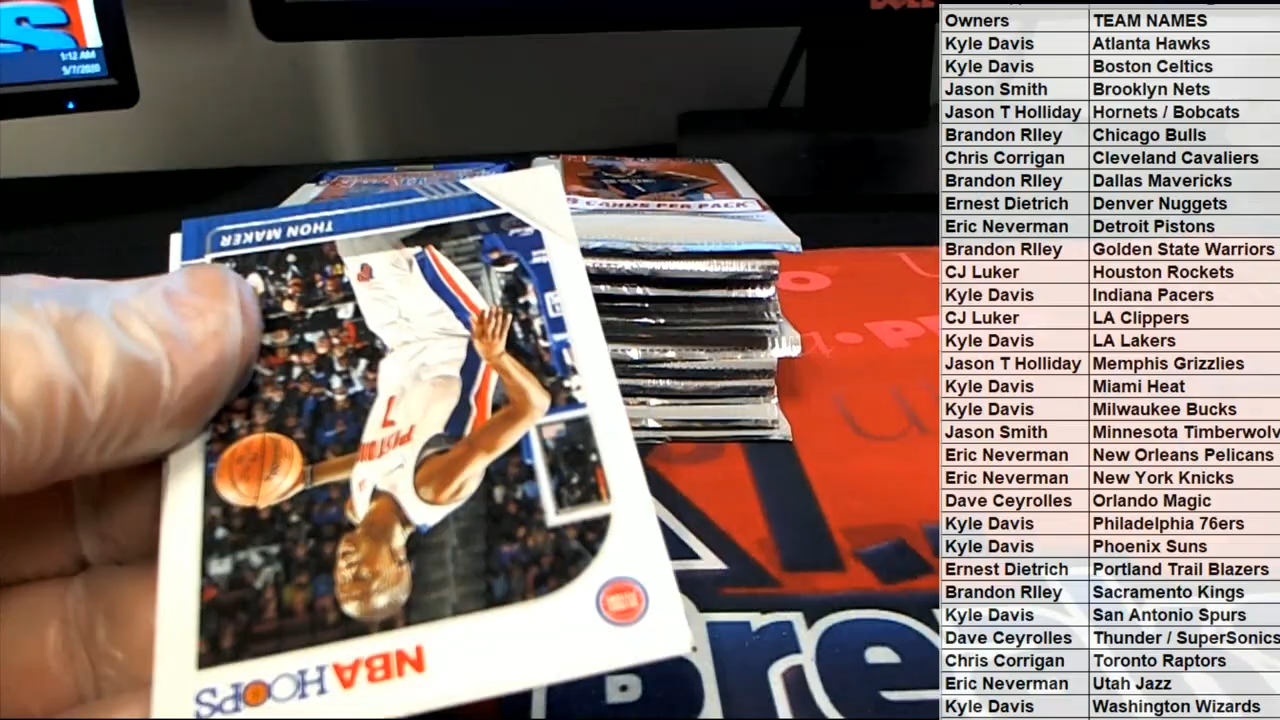 DELL
1:12 AM
9/7/2020
THON MAKER
8 CARDS PER PACK
PISTONS
7
NBA HOOPS
Bre
Owners TEAM NAMES
Kyle Davis Atlanta Hawks
Kyle Davis Boston Celtics
Jason Smith Brooklyn Nets
Jason T Holliday Hornets / Bobcats
Brandon RIley Chicago Bulls
Chris Corrigan Cleveland Cavaliers
Brandon RIley Dallas Mavericks
Ernest Dietrich Denver Nuggets
Eric Neverman Detroit Pistons
Brandon RIley Golden State Warriors
CJ Luker Houston Rockets
Kyle Davis Indiana Pacers
CJ Luker LA Clippers
Kyle Davis LA Lakers
Jason T Holliday Memphis Grizzlies
Kyle Davis Miami Heat
Kyle Davis Milwaukee Bucks
Jason Smith Minnesota Timberwolv
Eric Neverman New Orleans Pelicans
Eric Neverman New York Knicks
Dave Ceyrolles Orlando Magic
Kyle Davis Philadelphia 76ers
Kyle Davis Phoenix Suns
Ernest Dietrich Portland Trail Blazers
Brandon RIley Sacramento Kings
Kyle Davis San Antonio Spurs
Dave Ceyrolles Thunder / SuperSonics
Chris Corrigan Toronto Raptors
Eric Neverman Utah Jazz
Kyle Davis Washington Wizards